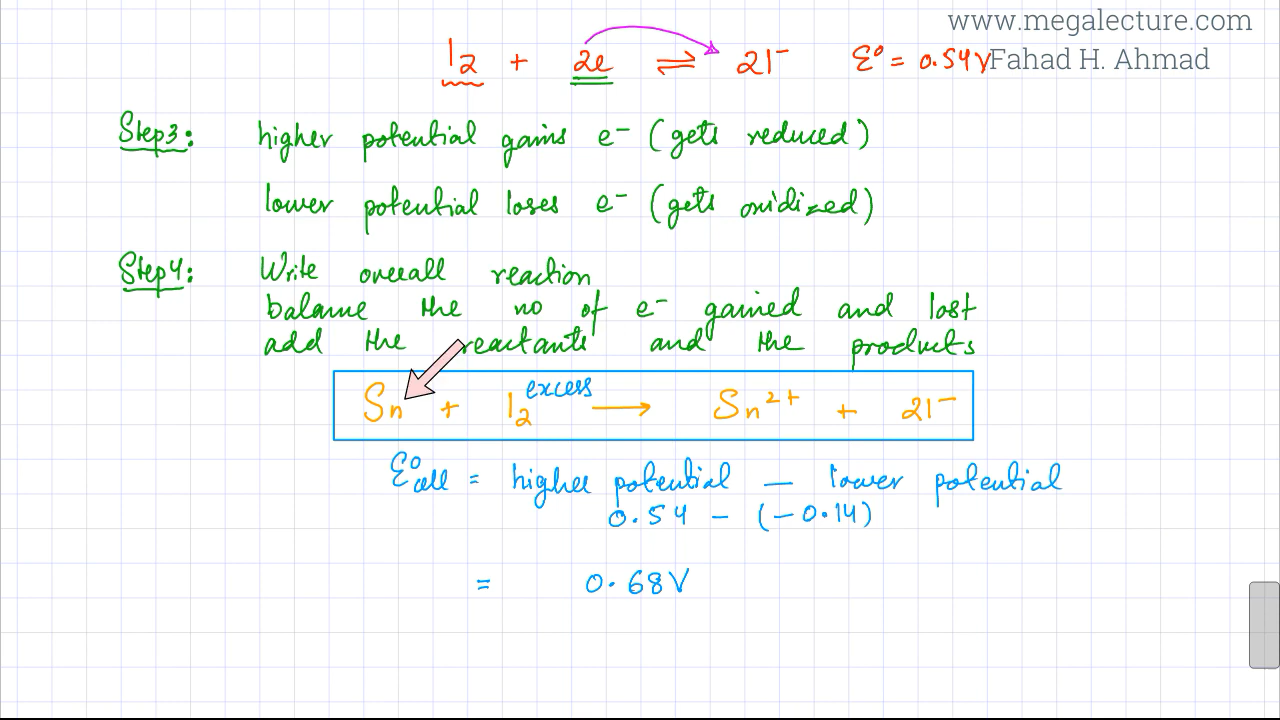 www.megalecture.com
I2 + 2e ⇌ 2I⁻ Ɛ° = 0.54V
Fahad H. Ahmad
Step3: higher potential gains e⁻ (gets reduced)
lower potential loses e⁻ (gets oxidized)
Step4: Write overall reaction
balance the no of e⁻ gained and lost
add the reactants and the products
Sn + I2 excess → Sn²⁺ + 2I⁻
Ɛ°cell = higher potential — lower potential
0.54 - (-0.14)
= 0.68V